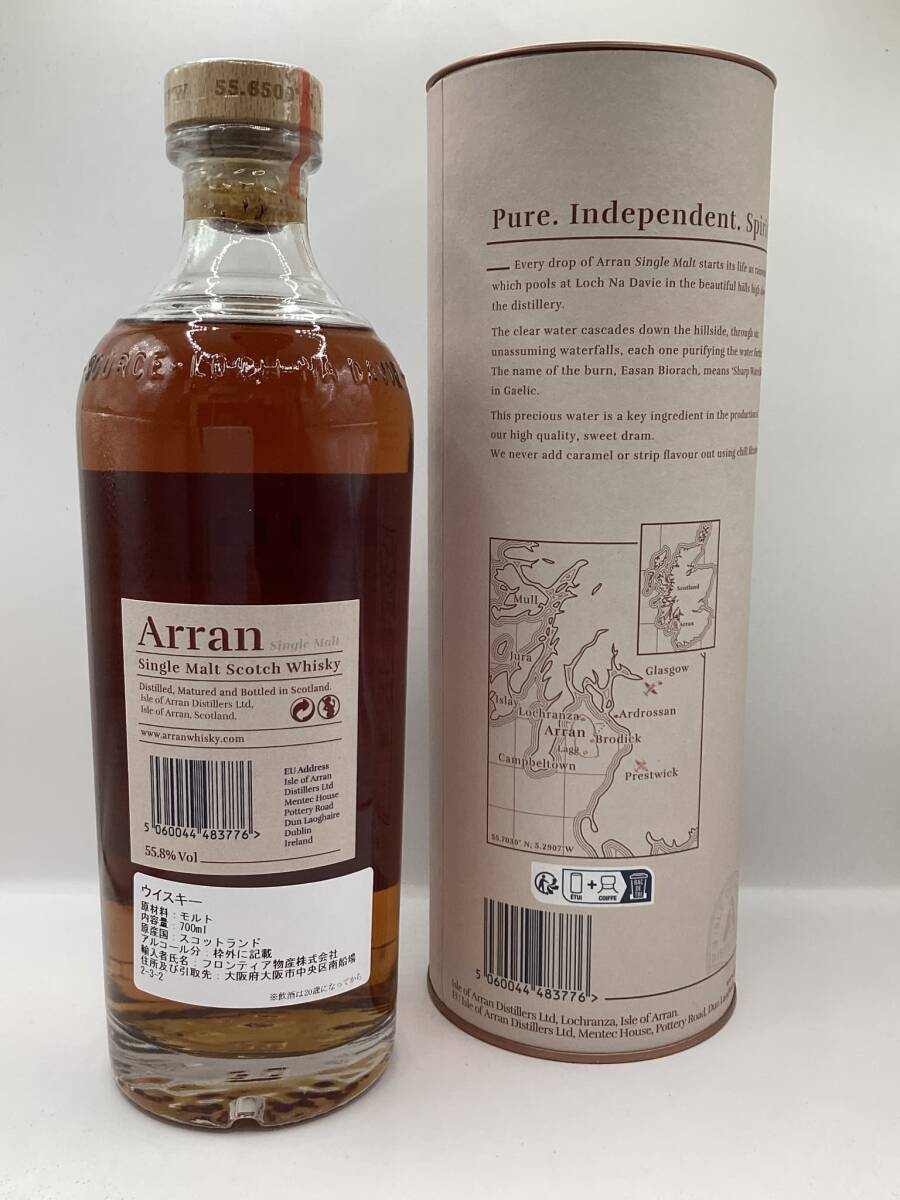 55.650
SOURCE LOCH NA DAVIE
Arran Single Malt
Single Malt Scotch Whisky
Distilled, Matured and Bottled in Scotland.
Isle of Arran Distillers Ltd,
Isle of Arran, Scotland.
www.arranwhisky.com
EU Address
Isle of Arran
Distillers Ltd
Mentec House
Pottery Road
Dun Laoghaire
Dublin
Ireland
5 060044 483776 >
55.8% Vol
ウイスキー
原材料：モルト
内容量：700ml
原産国：スコットランド
アルコール分：枠外に記載
輸入者氏名：フロンティア物産株式会社
住所及び引取先：大阪府大阪市中央区南船場
2-3-2
※飲酒は20歳になってから
Pure. Independent. Spiri
Every drop of Arran Single Malt starts its life as
which pools at Loch Na Davie in the beautiful hills high
the distillery.
The clear water cascades down the hillside, through
unassuming waterfalls, each one purifying the water
The name of the burn, Easan Biorach, means 'Sharp
in Gaelic.
This precious water is a key ingredient in the production
our high quality, sweet dram.
We never add caramel or strip flavour out using chill
Scotland
Arran
Mull
Jura
Glasgow
Islay
Lochranza
Ardrossan
Arran
Brodick
Lagg
Campbeltown
Prestwick
55.7030° N, 5.2907°W
ÉTUI
+
COIFFE
BAC
DE TRI
5 060044 483776 >
Isle of Arran Distillers Ltd, Lochranza, Isle of Arran.
EU Isle of Arran Distillers Ltd, Mentec House, Pottery Road, Dun